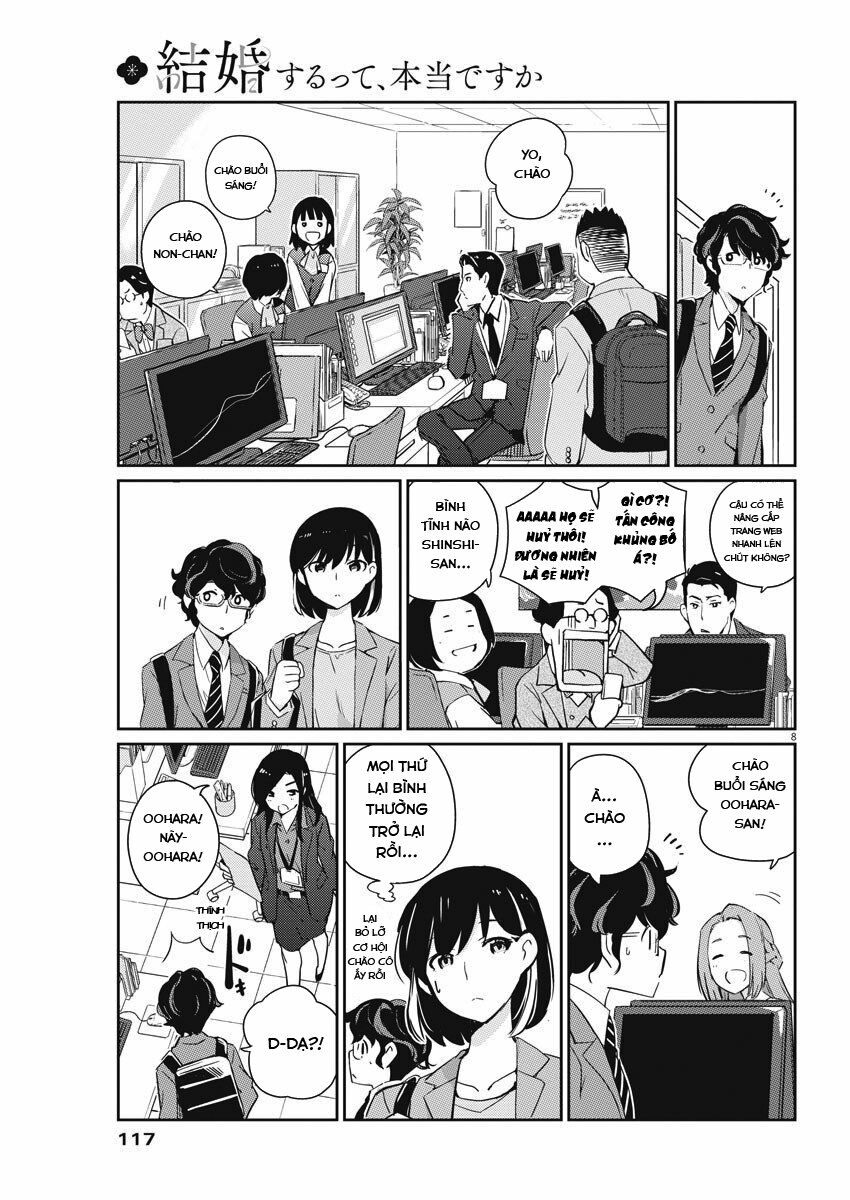 結婚するって、本当ですか
YO,
CHÀO
CHÀO BUỔI
SÁNG!
CHÀO
NON-CHAN!
CẬU CÓ THỂ
NÂNG CẤP
TRANG WEB
NHANH LÊN
CHÚT KHÔNG?
GÌ CƠ?!
TẤN CÔNG
KHỦNG BỐ
Á?!
AAAAA HỌ SẼ
HUỶ THÔI!
ĐƯƠNG NHIÊN
LÀ SẼ HUỶ!
BÌNH
TĨNH NÀO
SHINSHI-
SAN...
8
CHÀO
BUỔI SÁNG
OOHARA-
SAN!
À...
CHÀO
...
MỌI THỨ
LẠI BÌNH
THƯỜNG
TRỞ LẠI
RỒI...
LẠI
BỎ LỠ
CƠ HỘI
CHÀO CÔ
ẤY RỒI
OOHARA!
NÀY-
OOHARA!
THÌNH
THỊCH
ドキ
D-DẠ?!
117